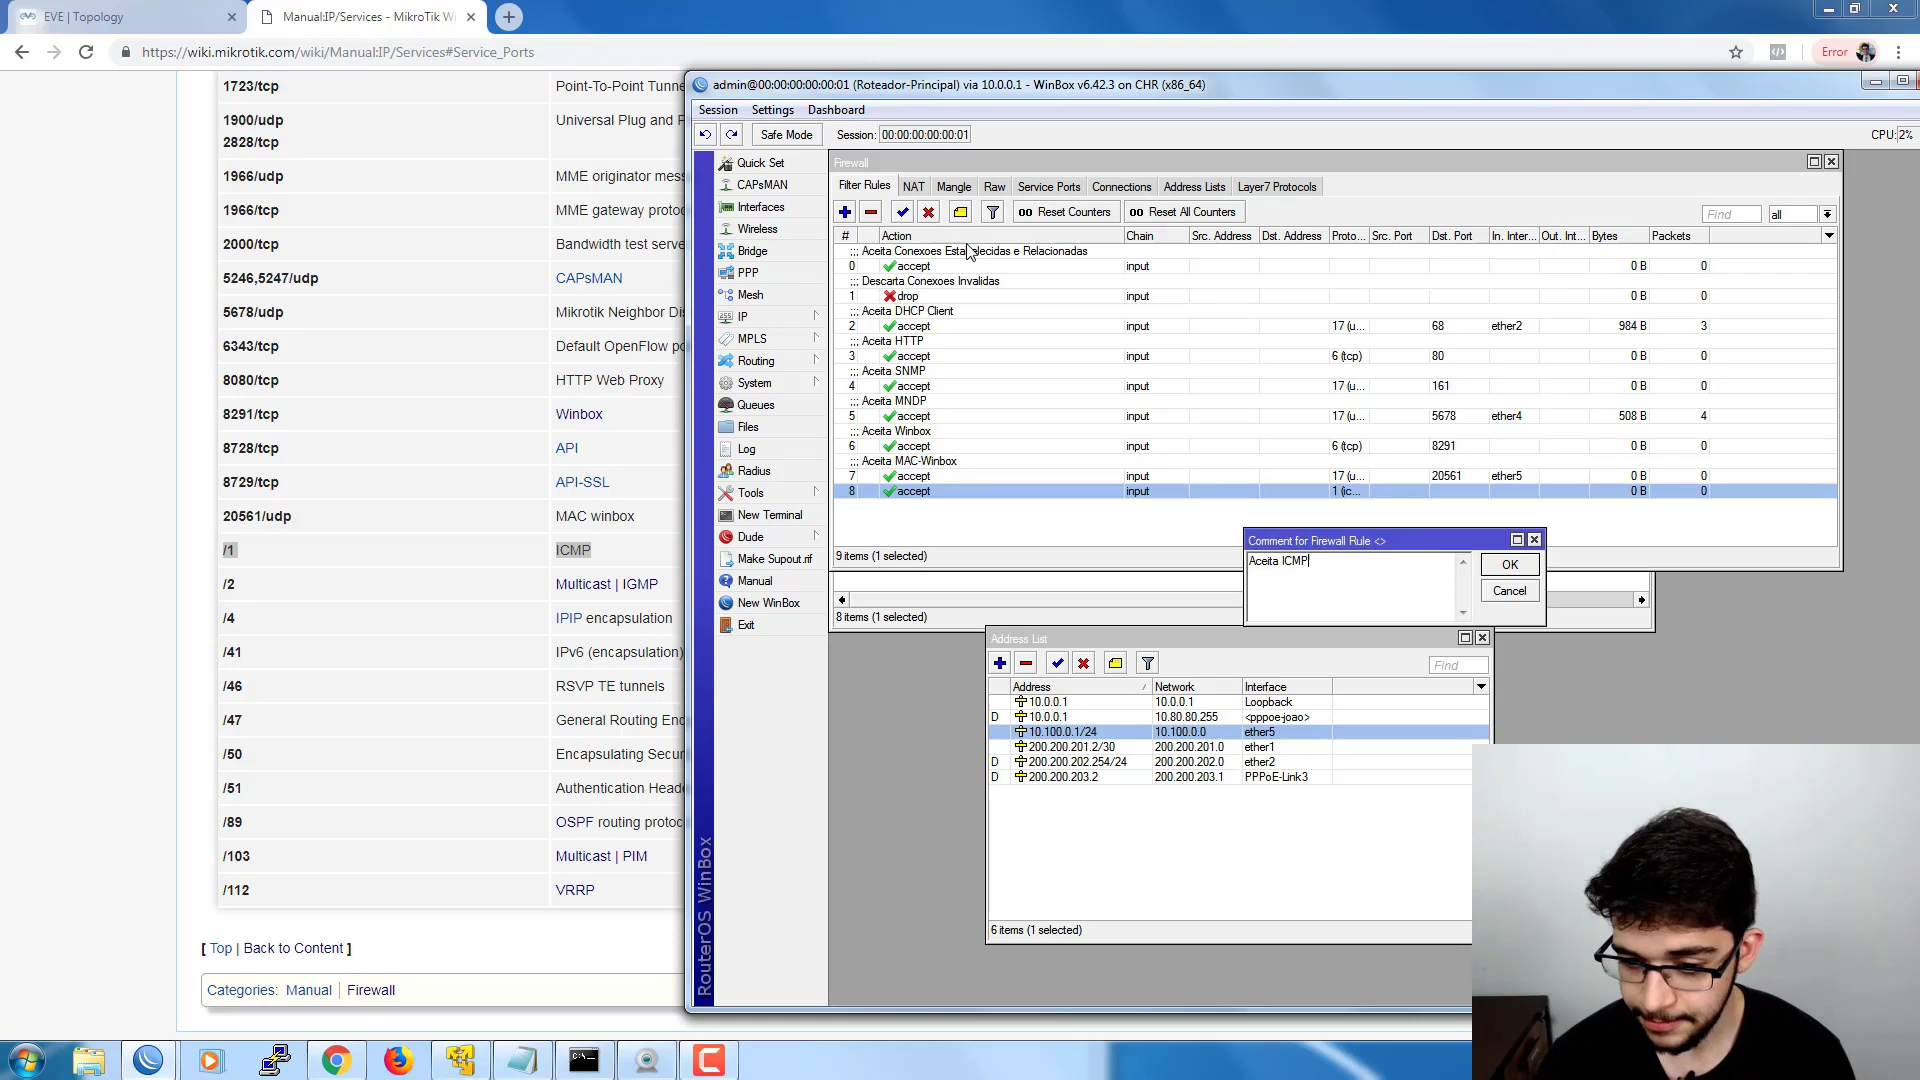 EVE | Topology
Manual:IP/Services - MikroTik Wi
https://wiki.mikrotik.com/wiki/Manual:IP/Services#Service_Ports
Error
1723/tcp Point-To-Point Tunne
1900/udp Universal Plug and P
2828/tcp
1966/udp MME originator mes
1966/tcp MME gateway protoc
2000/tcp Bandwidth test serve
5246,5247/udp CAPsMAN
5678/udp Mikrotik Neighbor Dis
6343/tcp Default OpenFlow po
8080/tcp HTTP Web Proxy
8291/tcp Winbox
8728/tcp API
8729/tcp API-SSL
20561/udp MAC winbox
/1 ICMP
/2 Multicast | IGMP
/4 IPIP encapsulation
/41 IPv6 (encapsulation)
/46 RSVP TE tunnels
/47 General Routing Enc
/50 Encapsulating Secur
/51 Authentication Heade
/89 OSPF routing protoc
/103 Multicast | PIM
/112 VRRP
[ Top | Back to Content ]
Categories: Manual | Firewall
admin@00:00:00:00:00:01 (Roteador-Principal) via 10.0.0.1 - WinBox v6.42.3 on CHR (x86_64)
Session Settings Dashboard
Safe Mode Session: 00:00:00:00:00:01 CPU: 2%
Quick Set
CAPsMAN
Interfaces
Wireless
Bridge
PPP
Mesh
IP
MPLS
Routing
System
Queues
Files
Log
Radius
Tools
New Terminal
Dude
Make Supout.rif
Manual
New WinBox
Exit
RouterOS WinBox
Firewall
Filter Rules NAT Mangle Raw Service Ports Connections Address Lists Layer7 Protocols
00 Reset Counters 00 Reset All Counters Find all
# Action Chain Src. Address Dst. Address Proto... Src. Port Dst. Port In. Inter... Out. Int... Bytes Packets
;;; Aceita Conexoes Estabelecidas e Relacionadas
0 accept input 0 B 0
;;; Descarta Conexoes Invalidas
1 drop input 0 B 0
;;; Aceita DHCP Client
2 accept input 17 (u... 68 ether2 984 B 3
;;; Aceita HTTP
3 accept input 6 (tcp) 80 0 B 0
;;; Aceita SNMP
4 accept input 17 (u... 161 0 B 0
;;; Aceita MNDP
5 accept input 17 (u... 5678 ether4 508 B 4
;;; Aceita Winbox
6 accept input 6 (tcp) 8291 0 B 0
;;; Aceita MAC-Winbox
7 accept input 17 (u... 20561 ether5 0 B 0
8 accept input 1 (ic... 0 B 0
9 items (1 selected)
Comment for Firewall Rule <>
Aceita ICMP
OK
Cancel
8 items (1 selected)
Address List
Find
Address Network Interface
10.0.0.1 10.0.0.1 Loopback
D 10.0.0.1 10.80.80.255 <pppoe-joao>
10.100.0.1/24 10.100.0.0 ether5
200.200.201.2/30 200.200.201.0 ether1
D 200.200.202.254/24 200.200.202.0 ether2
D 200.200.203.2 200.200.203.1 PPPoE-Link3
6 items (1 selected)